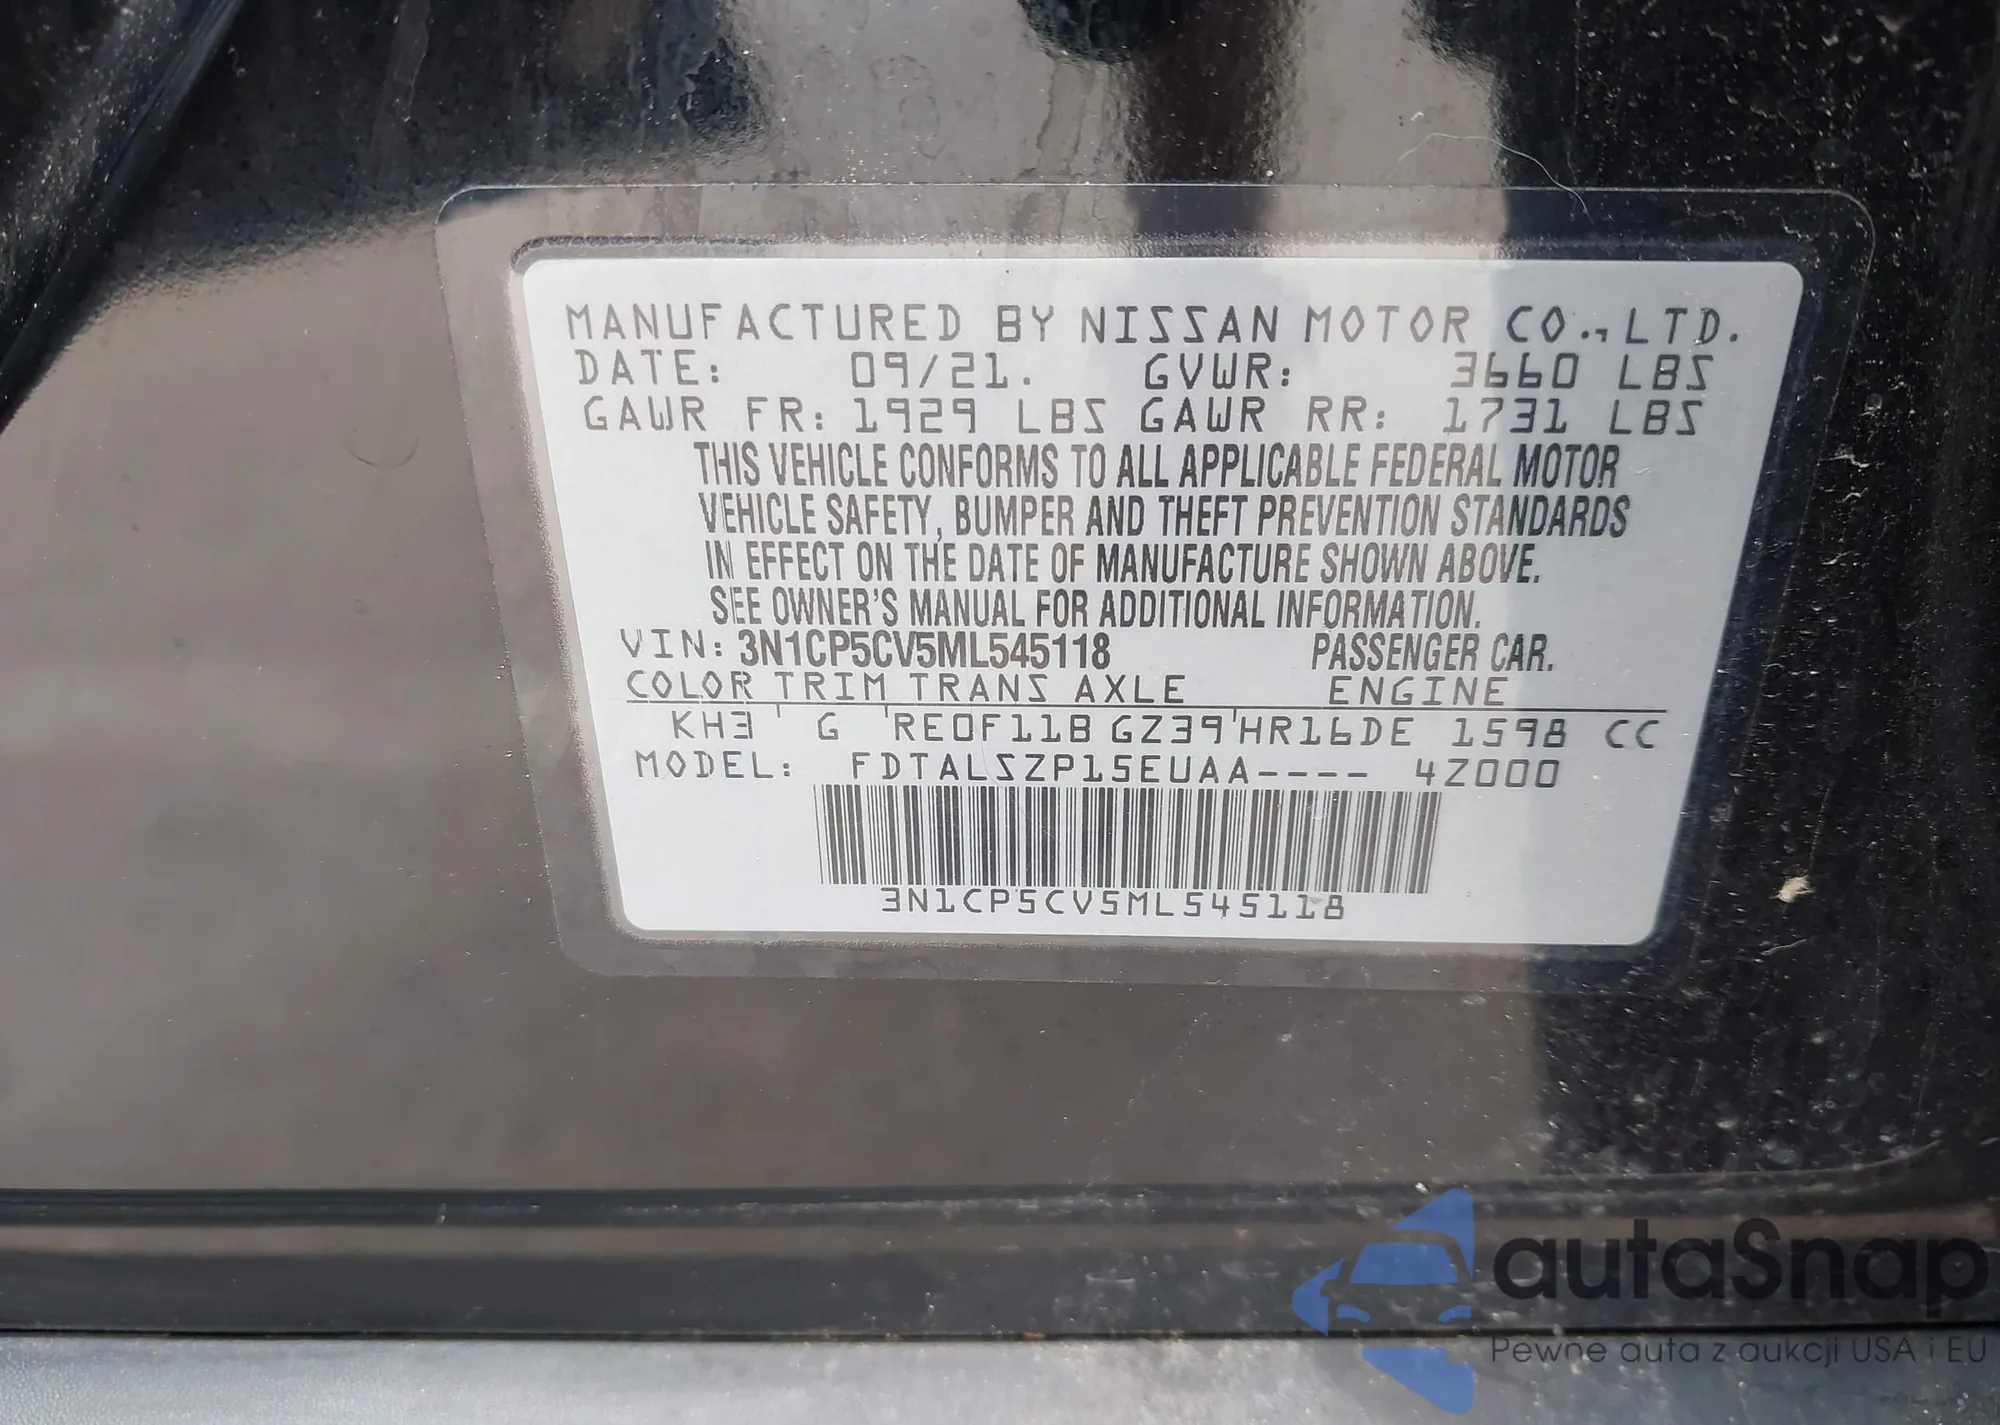 MANUFACTURED BY NISSAN MOTOR CO., LTD.
DATE: 09/21. GVWR: 3660 LBS
GAWR FR: 1929 LBS GAWR RR: 1731 LBS
THIS VEHICLE CONFORMS TO ALL APPLICABLE FEDERAL MOTOR
VEHICLE SAFETY, BUMPER AND THEFT PREVENTION STANDARDS
IN EFFECT ON THE DATE OF MANUFACTURE SHOWN ABOVE.
SEE OWNER'S MANUAL FOR ADDITIONAL INFORMATION.
VIN: 3N1CP5CV5ML545118 PASSENGER CAR.
COLOR TRIM TRANS AXLE ENGINE
KH3 G RE0F11B GZ39 HR16DE 1598 CC
MODEL: FDTALSZP15EUAA---- 4Z000
3N1CP5CV5ML545118
autaSnap
Pewne auta z aukcji USA i EU